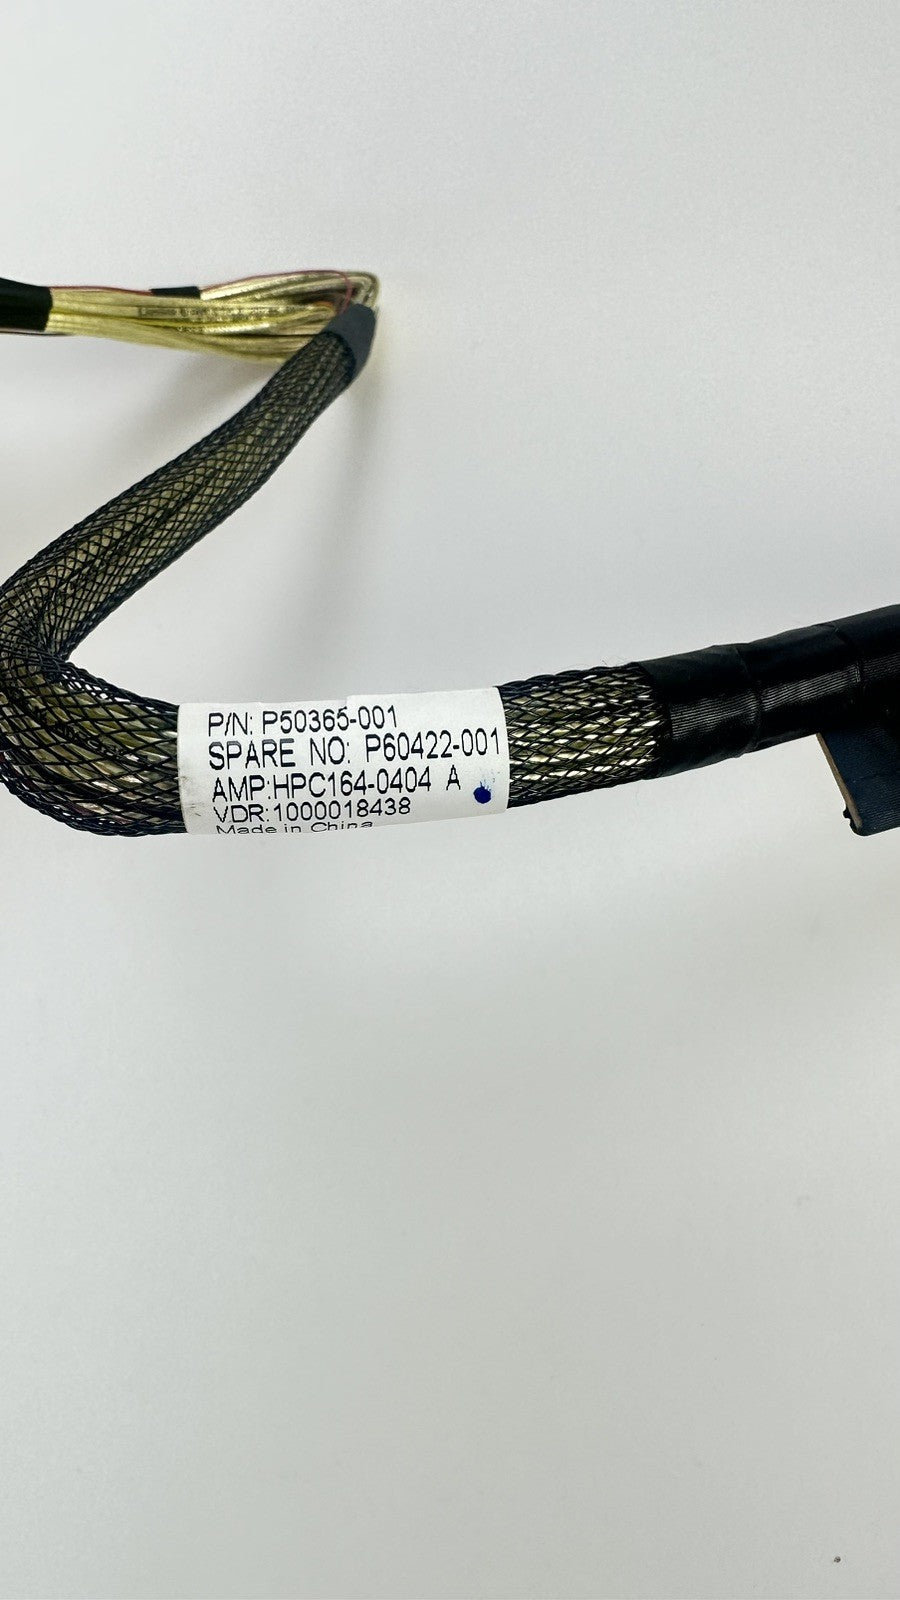 P/N: P50365-001
SPARE NO: P60422-001
AMP:HPC164-0404 A
VDR:1000018438
Made in China